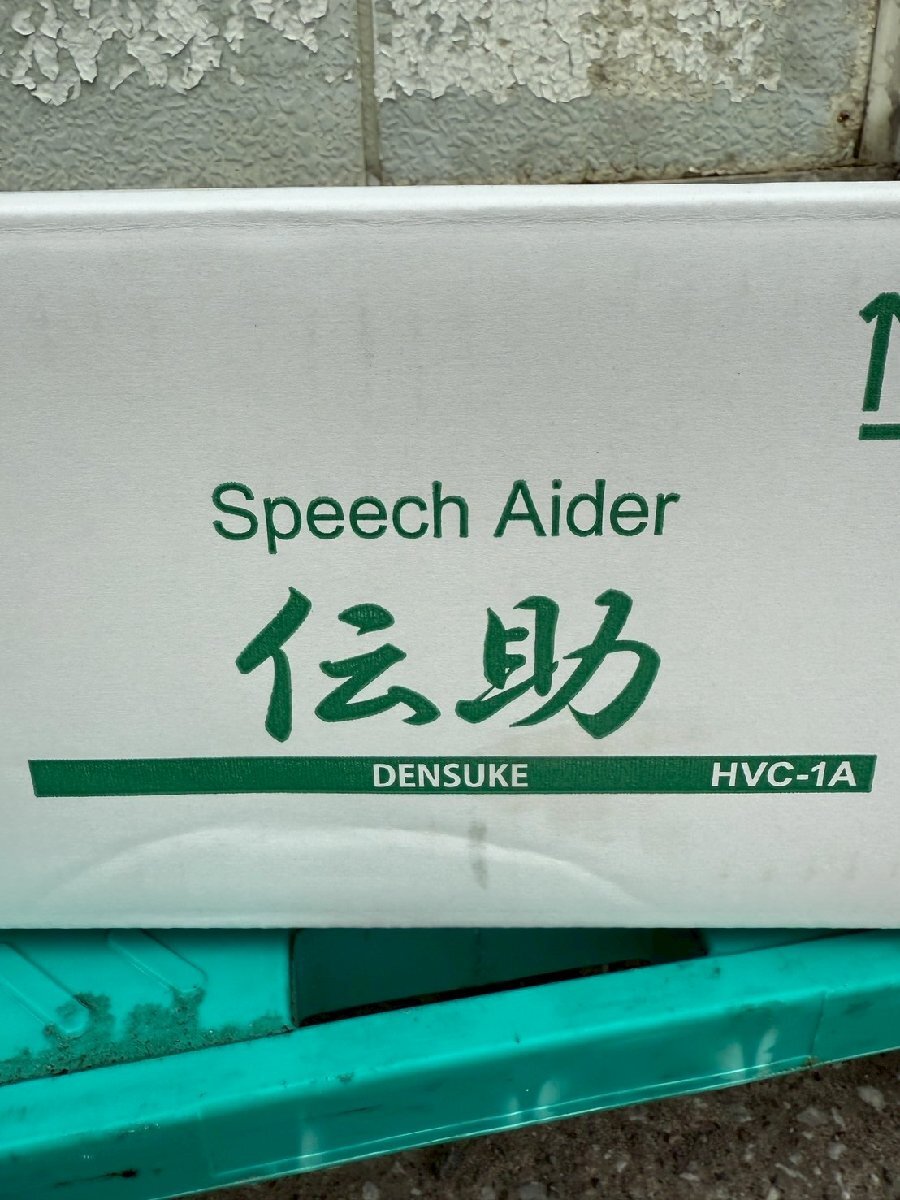 Speech Aider
伝助
DENSUKE HVC-1A